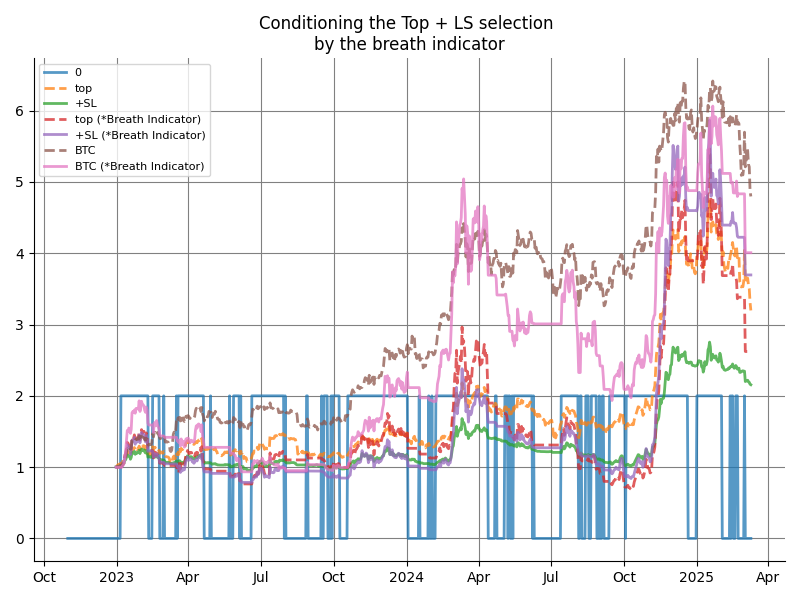 Conditioning the Top + LS selection
by the breath indicator
0
top
+SL
top (*Breath Indicator)
+SL (*Breath Indicator)
BTC
BTC (*Breath Indicator)
6
5
4
3
2
1
0
Oct
2023
Apr
Jul
Oct
2024
Apr
Jul
Oct
2025
Apr